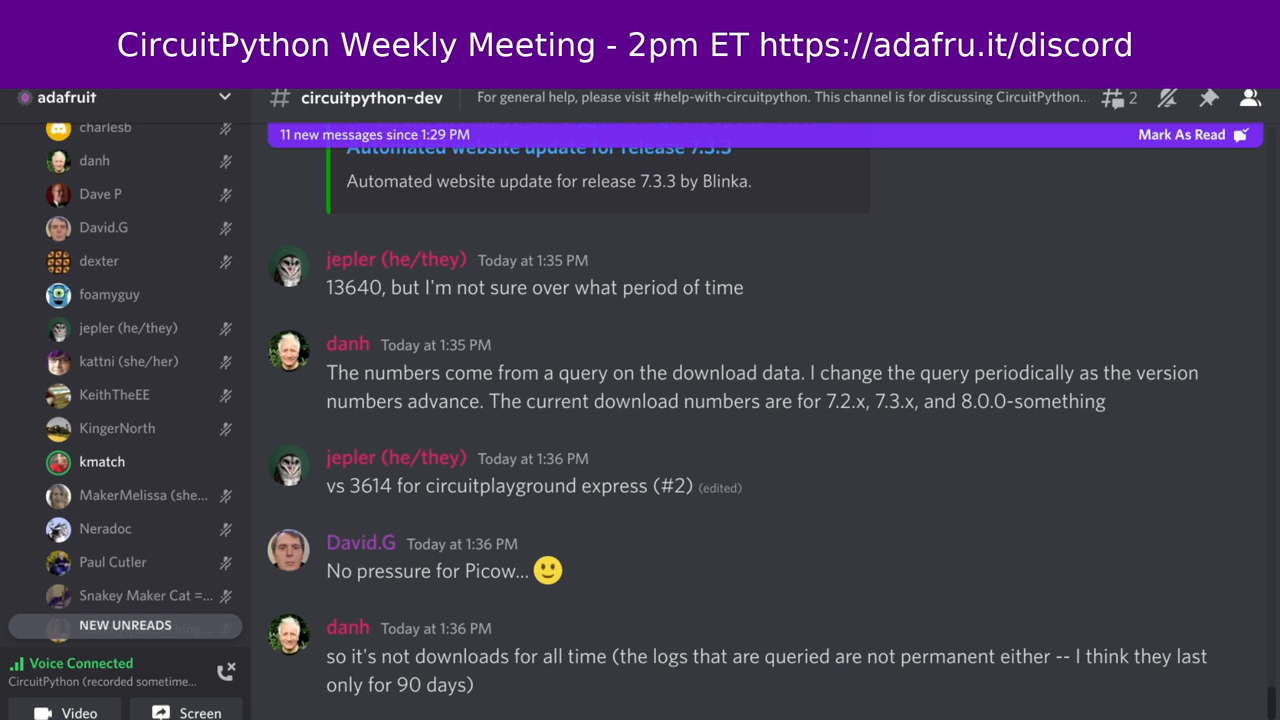 CircuitPython Weekly Meeting - 2pm ET https://adafru.it/discord
adafruit
circuitpython-dev
For general help, please visit #help-with-circuitpython. This channel is for discussing CircuitPython...
2
charlesb
danh
Dave P
David.G
dexter
foamyguy
jepler (he/they)
kattni (she/her)
KeithTheEE
KingerNorth
kmatch
MakerMelissa (she...
Neradoc
Paul Cutler
Snakey Maker Cat =...
NEW UNREADS
Voice Connected
CircuitPython (recorded sometime...
Video
Screen
11 new messages since 1:29 PM
Mark As Read
Automated website update for release 7.3.3
Automated website update for release 7.3.3 by Blinka.
jepler (he/they) Today at 1:35 PM
13640, but I'm not sure over what period of time
danh Today at 1:35 PM
The numbers come from a query on the download data. I change the query periodically as the version
numbers advance. The current download numbers are for 7.2.x, 7.3.x, and 8.0.0-something
jepler (he/they) Today at 1:36 PM
vs 3614 for circuitplayground express (#2) (edited)
David.G Today at 1:36 PM
No pressure for Picow... 🙂
danh Today at 1:36 PM
so it's not downloads for all time (the logs that are queried are not permanent either -- I think they last
only for 90 days)